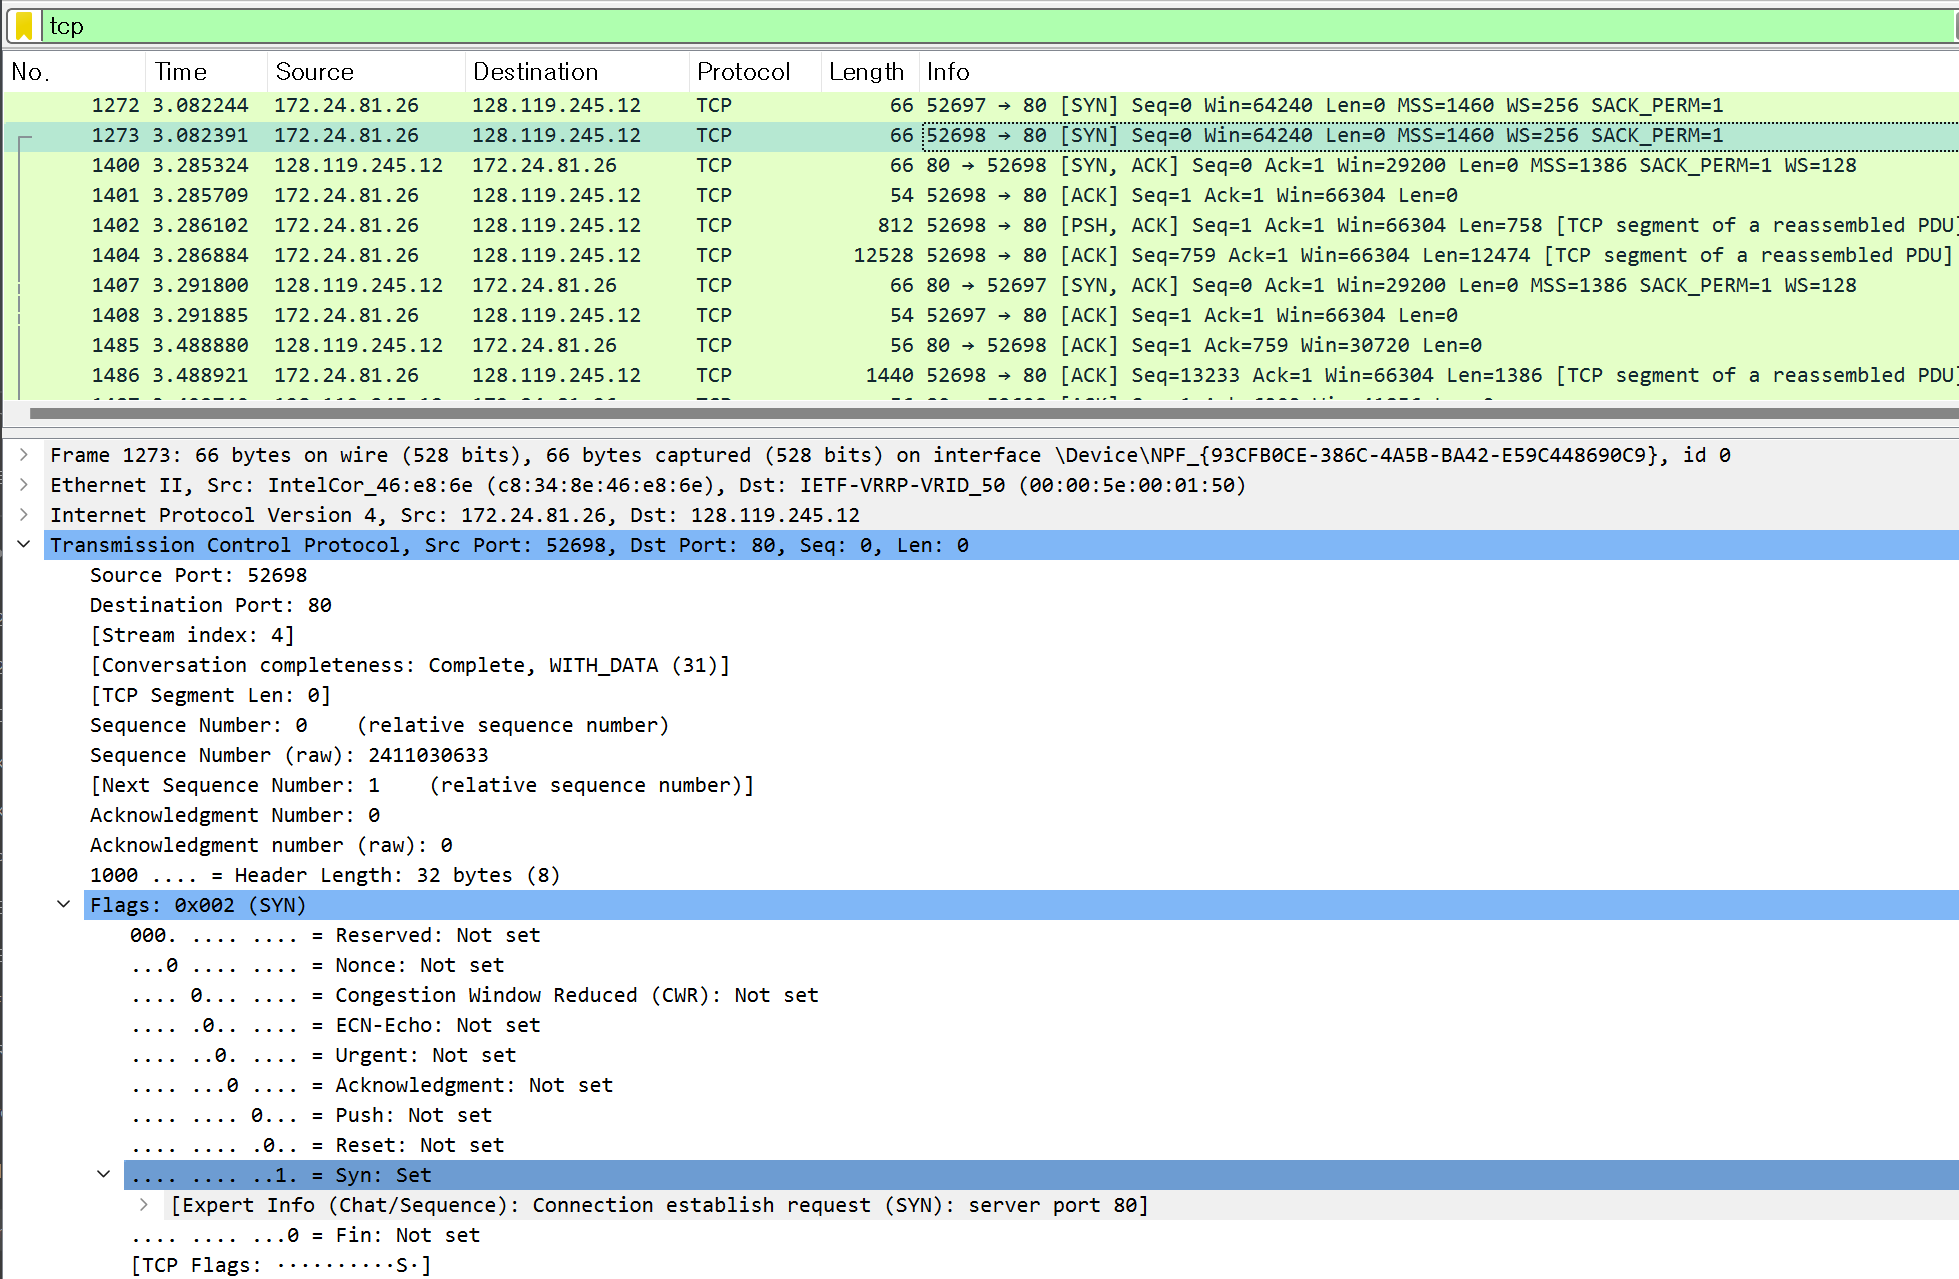 tcp
No. Time Source Destination Protocol Length Info
1272 3.082244 172.24.81.26 128.119.245.12 TCP 66 52697 → 80 [SYN] Seq=0 Win=64240 Len=0 MSS=1460 WS=256 SACK_PERM=1
1273 3.082391 172.24.81.26 128.119.245.12 TCP 66 52698 → 80 [SYN] Seq=0 Win=64240 Len=0 MSS=1460 WS=256 SACK_PERM=1
1400 3.285324 128.119.245.12 172.24.81.26 TCP 66 80 → 52698 [SYN, ACK] Seq=0 Ack=1 Win=29200 Len=0 MSS=1386 SACK_PERM=1 WS=128
1401 3.285709 172.24.81.26 128.119.245.12 TCP 54 52698 → 80 [ACK] Seq=1 Ack=1 Win=66304 Len=0
1402 3.286102 172.24.81.26 128.119.245.12 TCP 812 52698 → 80 [PSH, ACK] Seq=1 Ack=1 Win=66304 Len=758 [TCP segment of a reassembled PDU]
1404 3.286884 172.24.81.26 128.119.245.12 TCP 12528 52698 → 80 [ACK] Seq=759 Ack=1 Win=66304 Len=12474 [TCP segment of a reassembled PDU]
1407 3.291800 128.119.245.12 172.24.81.26 TCP 66 80 → 52697 [SYN, ACK] Seq=0 Ack=1 Win=29200 Len=0 MSS=1386 SACK_PERM=1 WS=128
1408 3.291885 172.24.81.26 128.119.245.12 TCP 54 52697 → 80 [ACK] Seq=1 Ack=1 Win=66304 Len=0
1485 3.488880 128.119.245.12 172.24.81.26 TCP 56 80 → 52698 [ACK] Seq=1 Ack=759 Win=30720 Len=0
1486 3.488921 172.24.81.26 128.119.245.12 TCP 1440 52698 → 80 [ACK] Seq=13233 Ack=1 Win=66304 Len=1386 [TCP segment of a reassembled PDU]
Frame 1273: 66 bytes on wire (528 bits), 66 bytes captured (528 bits) on interface \Device\NPF_{93CFB0CE-386C-4A5B-BA42-E59C448690C9}, id 0
Ethernet II, Src: IntelCor_46:e8:6e (c8:34:8e:46:e8:6e), Dst: IETF-VRRP-VRID_50 (00:00:5e:00:01:50)
Internet Protocol Version 4, Src: 172.24.81.26, Dst: 128.119.245.12
Transmission Control Protocol, Src Port: 52698, Dst Port: 80, Seq: 0, Len: 0
Source Port: 52698
Destination Port: 80
[Stream index: 4]
[Conversation completeness: Complete, WITH_DATA (31)]
[TCP Segment Len: 0]
Sequence Number: 0    (relative sequence number)
Sequence Number (raw): 2411030633
[Next Sequence Number: 1    (relative sequence number)]
Acknowledgment Number: 0
Acknowledgment number (raw): 0
1000 .... = Header Length: 32 bytes (8)
Flags: 0x002 (SYN)
000. .... .... = Reserved: Not set
...0 .... .... = Nonce: Not set
.... 0... .... = Congestion Window Reduced (CWR): Not set
.... .0.. .... = ECN-Echo: Not set
.... ..0. .... = Urgent: Not set
.... ...0 .... = Acknowledgment: Not set
.... .... 0... = Push: Not set
.... .... .0.. = Reset: Not set
.... .... ..1. = Syn: Set
[Expert Info (Chat/Sequence): Connection establish request (SYN): server port 80]
.... .... ...0 = Fin: Not set
[TCP Flags: ··········S·]